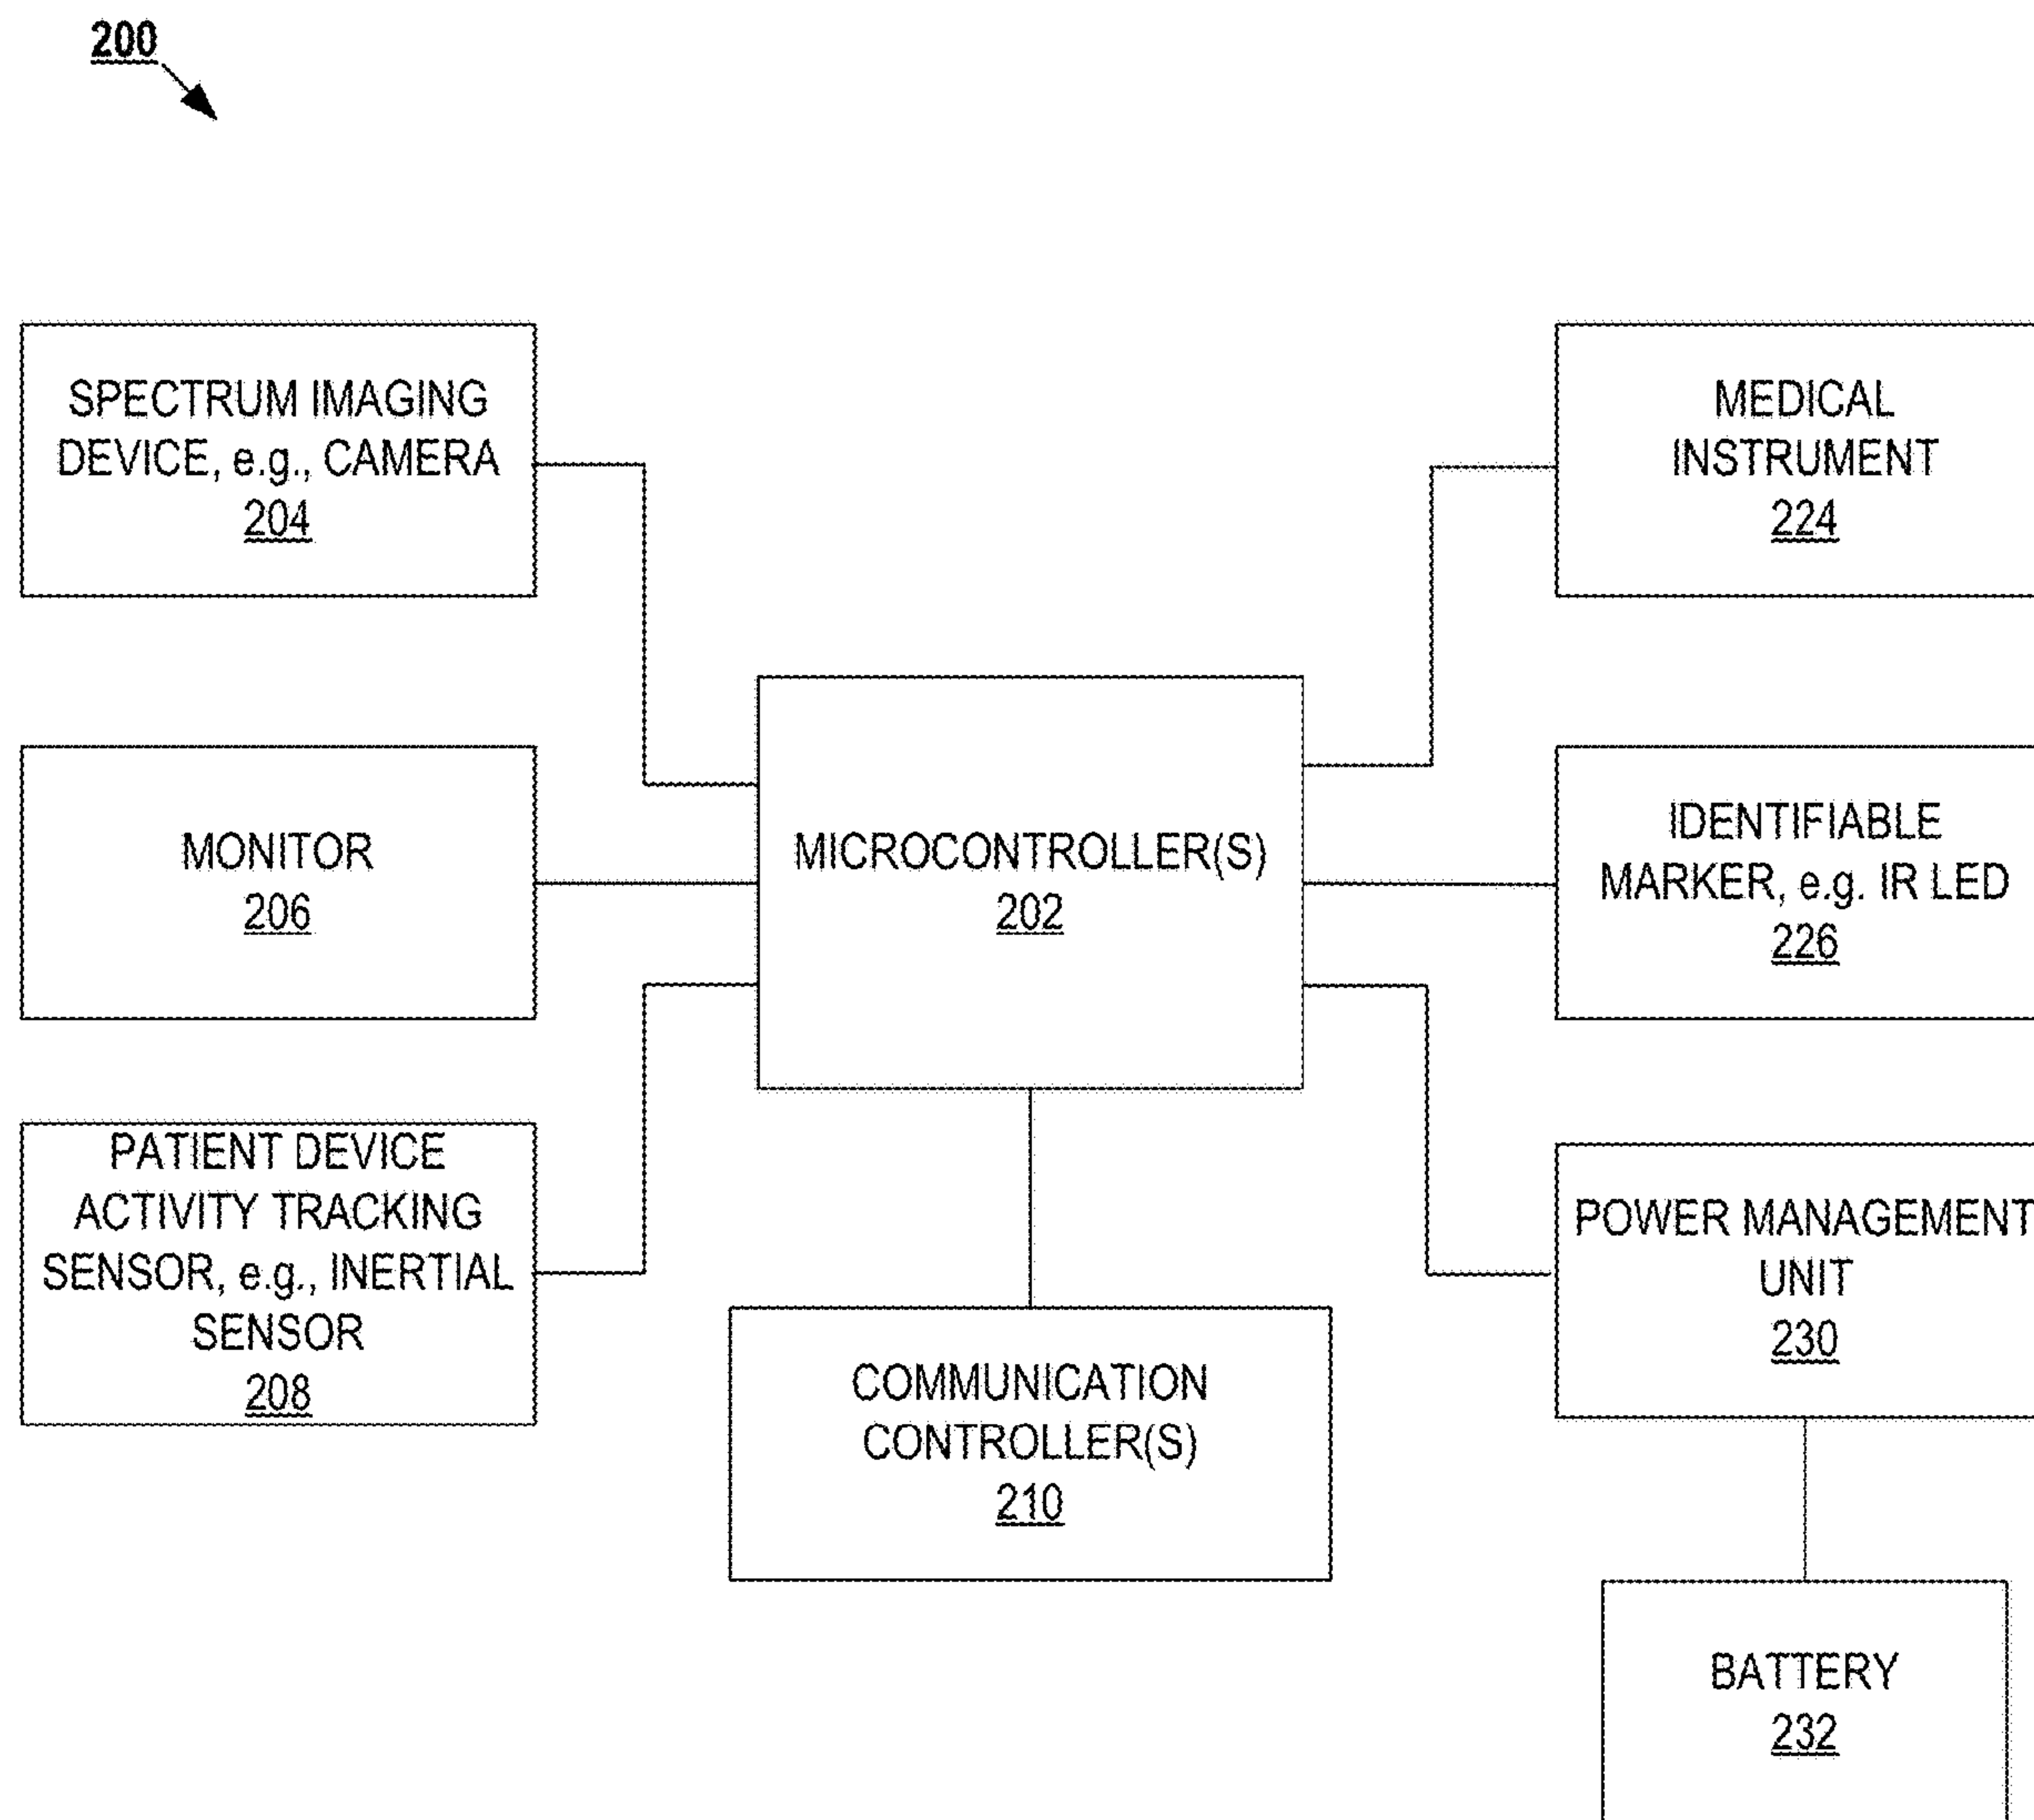 200
SPECTRUM IMAGING
DEVICE, e.g., CAMERA
204
MEDICAL
INSTRUMENT
224
MONITOR
206
MICROCONTROLLER(S)
202
IDENTIFIABLE
MARKER, e.g. IR LED
226
PATIENT DEVICE
ACTIVITY TRACKING
SENSOR, e.g., INERTIAL
SENSOR
208
COMMUNICATION
CONTROLLER(S)
210
POWER MANAGEMENT
UNIT
230
BATTERY
232